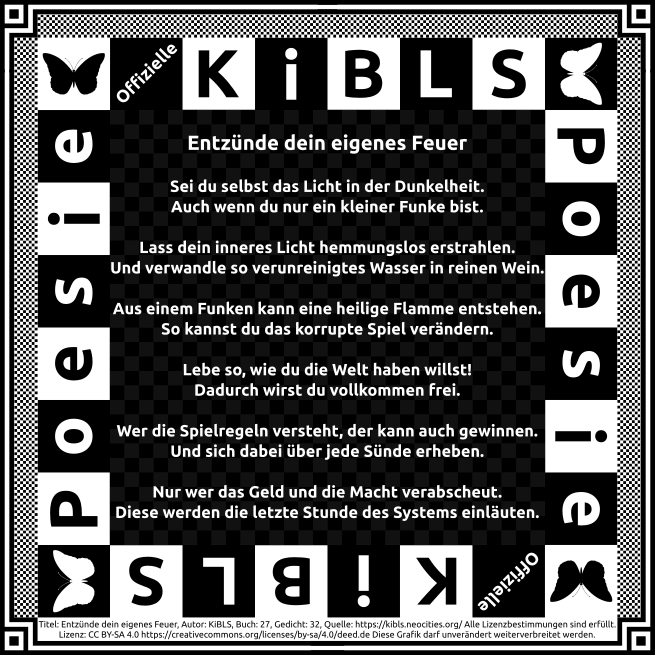 Offizielle KiBLS
Poesie
Poesie
Entzünde dein eigenes Feuer
Sei du selbst das Licht in der Dunkelheit.
Auch wenn du nur ein kleiner Funke bist.
Lass dein inneres Licht hemmungslos erstrahlen.
Und verwandle so verunreinigtes Wasser in reinen Wein.
Aus einem Funken kann eine heilige Flamme entstehen.
So kannst du das korrupte Spiel verändern.
Lebe so, wie du die Welt haben willst!
Dadurch wirst du vollkommen frei.
Wer die Spielregeln versteht, der kann auch gewinnen.
Und sich dabei über jede Sünde erheben.
Nur wer das Geld und die Macht verabscheut.
Diese werden die letzte Stunde des Systems einläuten.
Offizielle KiBLS
Titel: Entzünde dein eigenes Feuer, Autor: KiBLS, Buch: 27, Gedicht: 32, Quelle: https://kibls.neocities.org/ Alle Lizenzbestimmungen sind erfüllt.
Lizenz: CC BY-SA 4.0 https://creativecommons.org/licenses/by-sa/4.0/deed.de Diese Grafik darf unverändert weiterverbreitet werden.